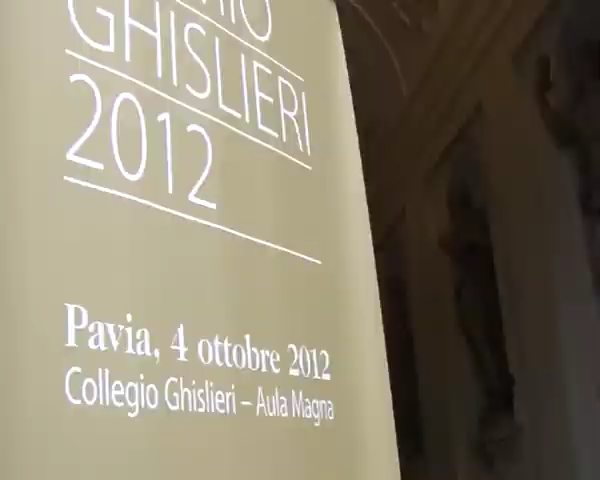 GHISLIERI
2012
Pavia, 4 ottobre 2012
Collegio Ghislieri – Aula Magna